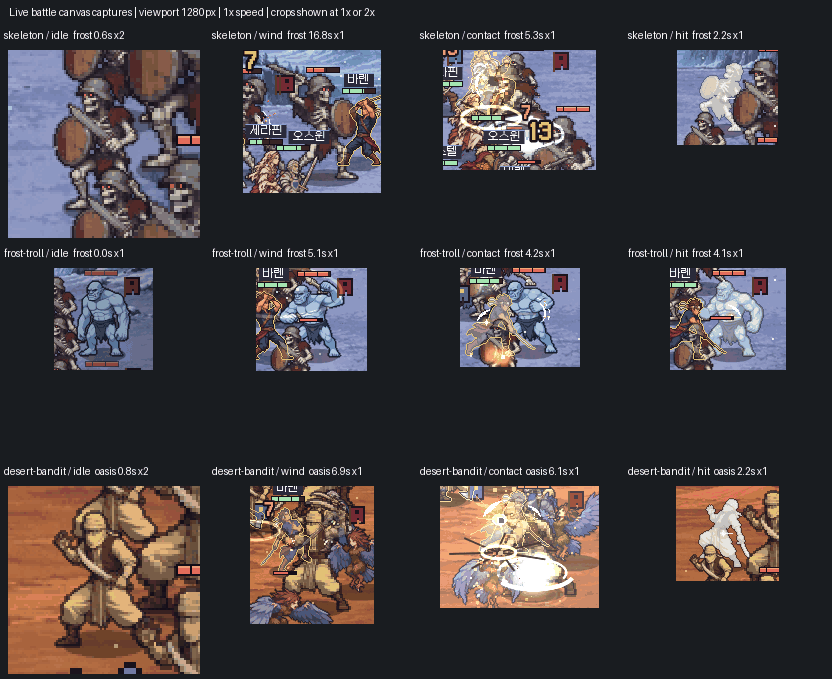 Live battle canvas captures | viewport 1280px | 1x speed | crops shown at 1x or 2x
skeleton / idle frost 0.6s x2
skeleton / wind frost 16.8s x1
skeleton / contact frost 5.3s x1
skeleton / hit frost 2.2s x1
7
바렌
세라핀
오스윈
7
13
오스윈
frost-troll / idle frost 0.0s x1
frost-troll / wind frost 5.1s x1
frost-troll / contact frost 4.2s x1
frost-troll / hit frost 4.1s x1
바렌
바렌
desert-bandit / idle oasis 0.8s x2
desert-bandit / wind oasis 6.9s x1
desert-bandit / contact oasis 6.1s x1
desert-bandit / hit oasis 2.2s x1
7